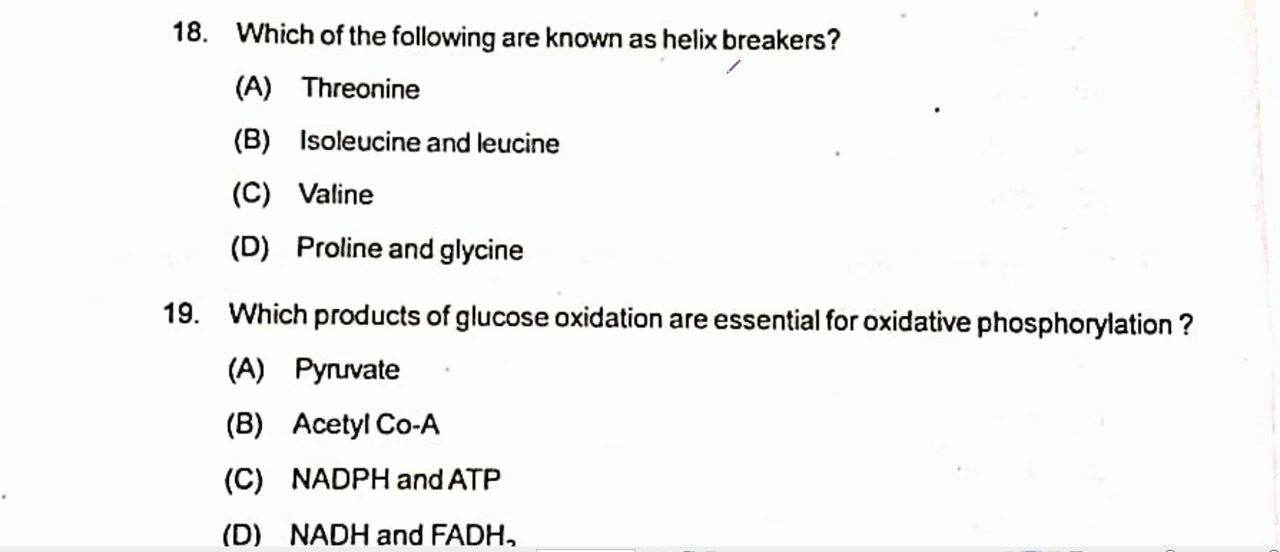 18. Which of the following are known as helix breakers?
(A) Threonine
(B) Isoleucine and leucine
(C) Valine
(D) Proline and glycine
19. Which products of glucose oxidation are essential for oxidative phosphorylation ?
(A) Pyruvate
(B) Acetyl Co-A
(C) NADPH and ATP
(D) NADH and FADH₂